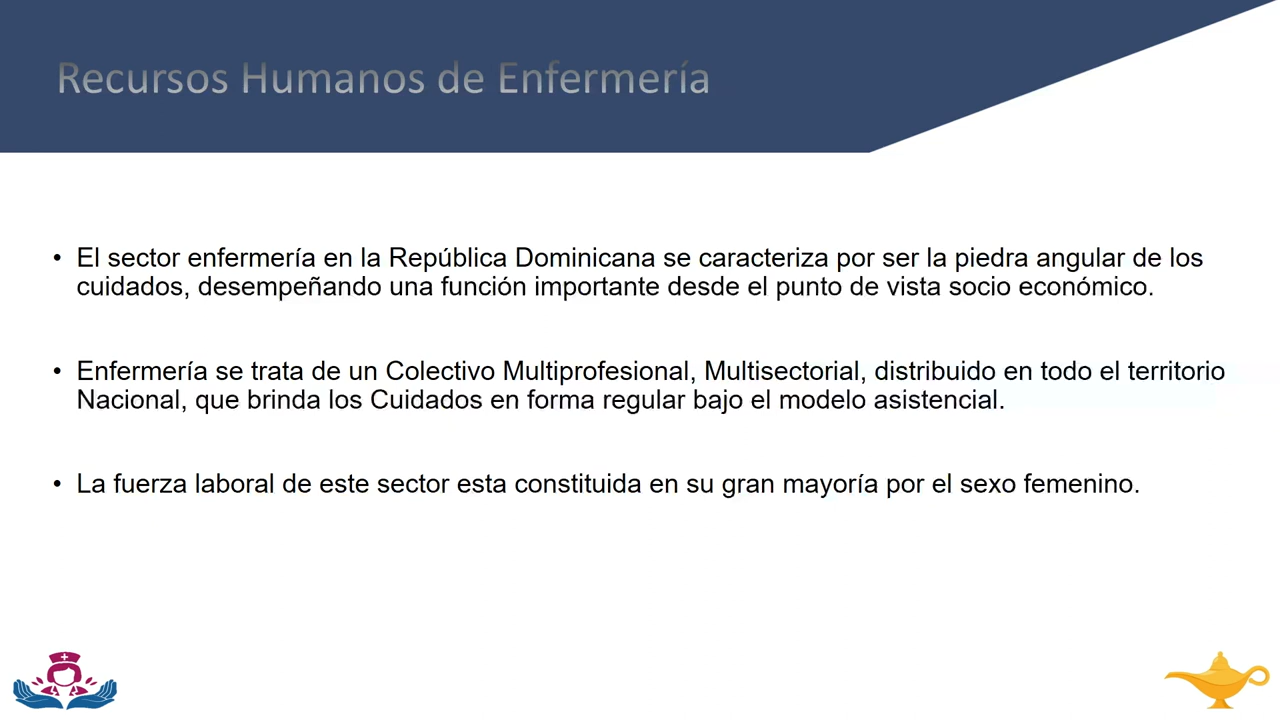 Recursos Humanos de Enfermería
• El sector enfermería en la República Dominicana se caracteriza por ser la piedra angular de los
cuidados, desempeñando una función importante desde el punto de vista socio económico.
• Enfermería se trata de un Colectivo Multiprofesional, Multisectorial, distribuido en todo el territorio
Nacional, que brinda los Cuidados en forma regular bajo el modelo asistencial.
• La fuerza laboral de este sector esta constituida en su gran mayoría por el sexo femenino.